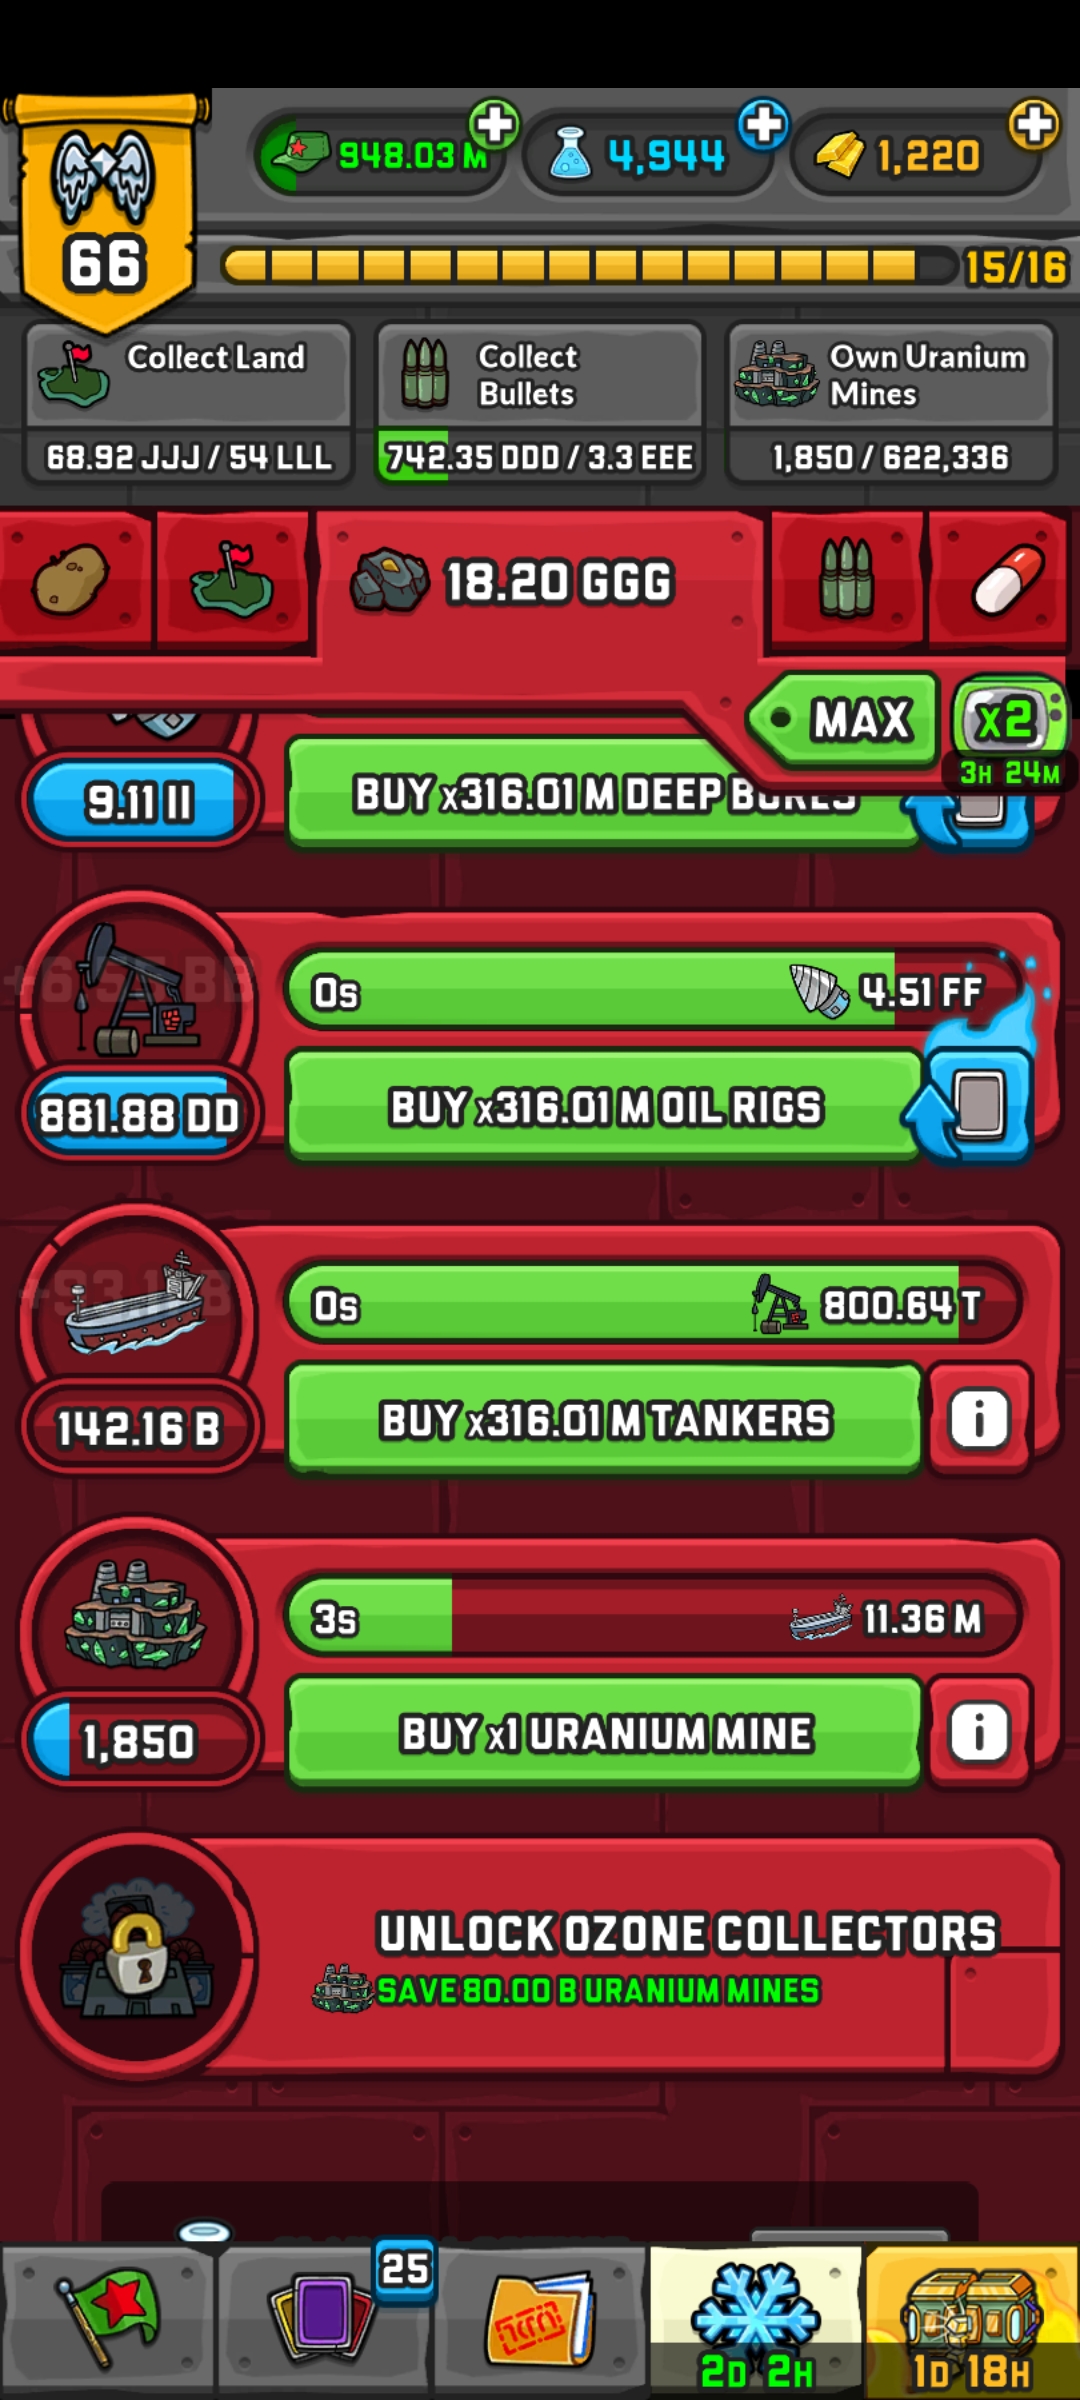 948.03 M
4,944
1,220
66
15/16
Collect Land
Collect
Bullets
Own Uranium
Mines
68.92 JJJ / 54 LLL
742.35 DDD / 3.3 EEE
1,850 / 622,336
18.20 GGG
MAX
x2
3H 24M
9.11 II
BUY x316.01 M DEEP BORES
0s
4.51 FF
881.88 DD
BUY x316.01 M OIL RIGS
0s
800.64 T
142.16 B
BUY x316.01 M TANKERS
i
3s
11.36 M
1,850
BUY x1 URANIUM MINE
i
UNLOCK OZONE COLLECTORS
SAVE 80.00 B URANIUM MINES
25
2D 2H
1D 18H